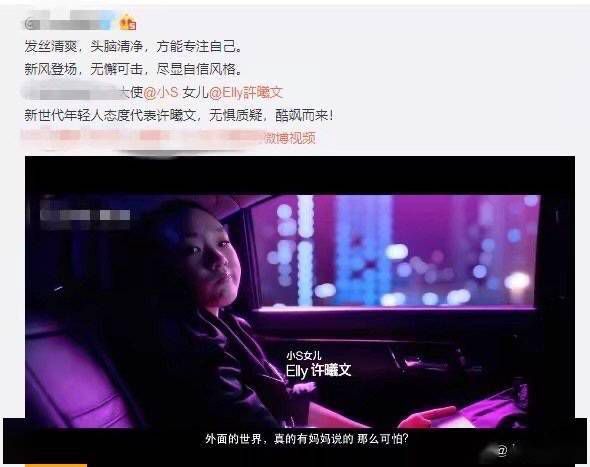 @
发丝清爽，头脑清净，方能专注自己。
新风登场，无懈可击，尽显自信风格。
大使@小S 女儿@Elly許曦文
新世代年轻人态度代表许曦文，无惧质疑，酷飒而来！
微博视频
小S女儿
Elly 许曦文
外面的世界，真的有妈妈说的 那么可怕？
@